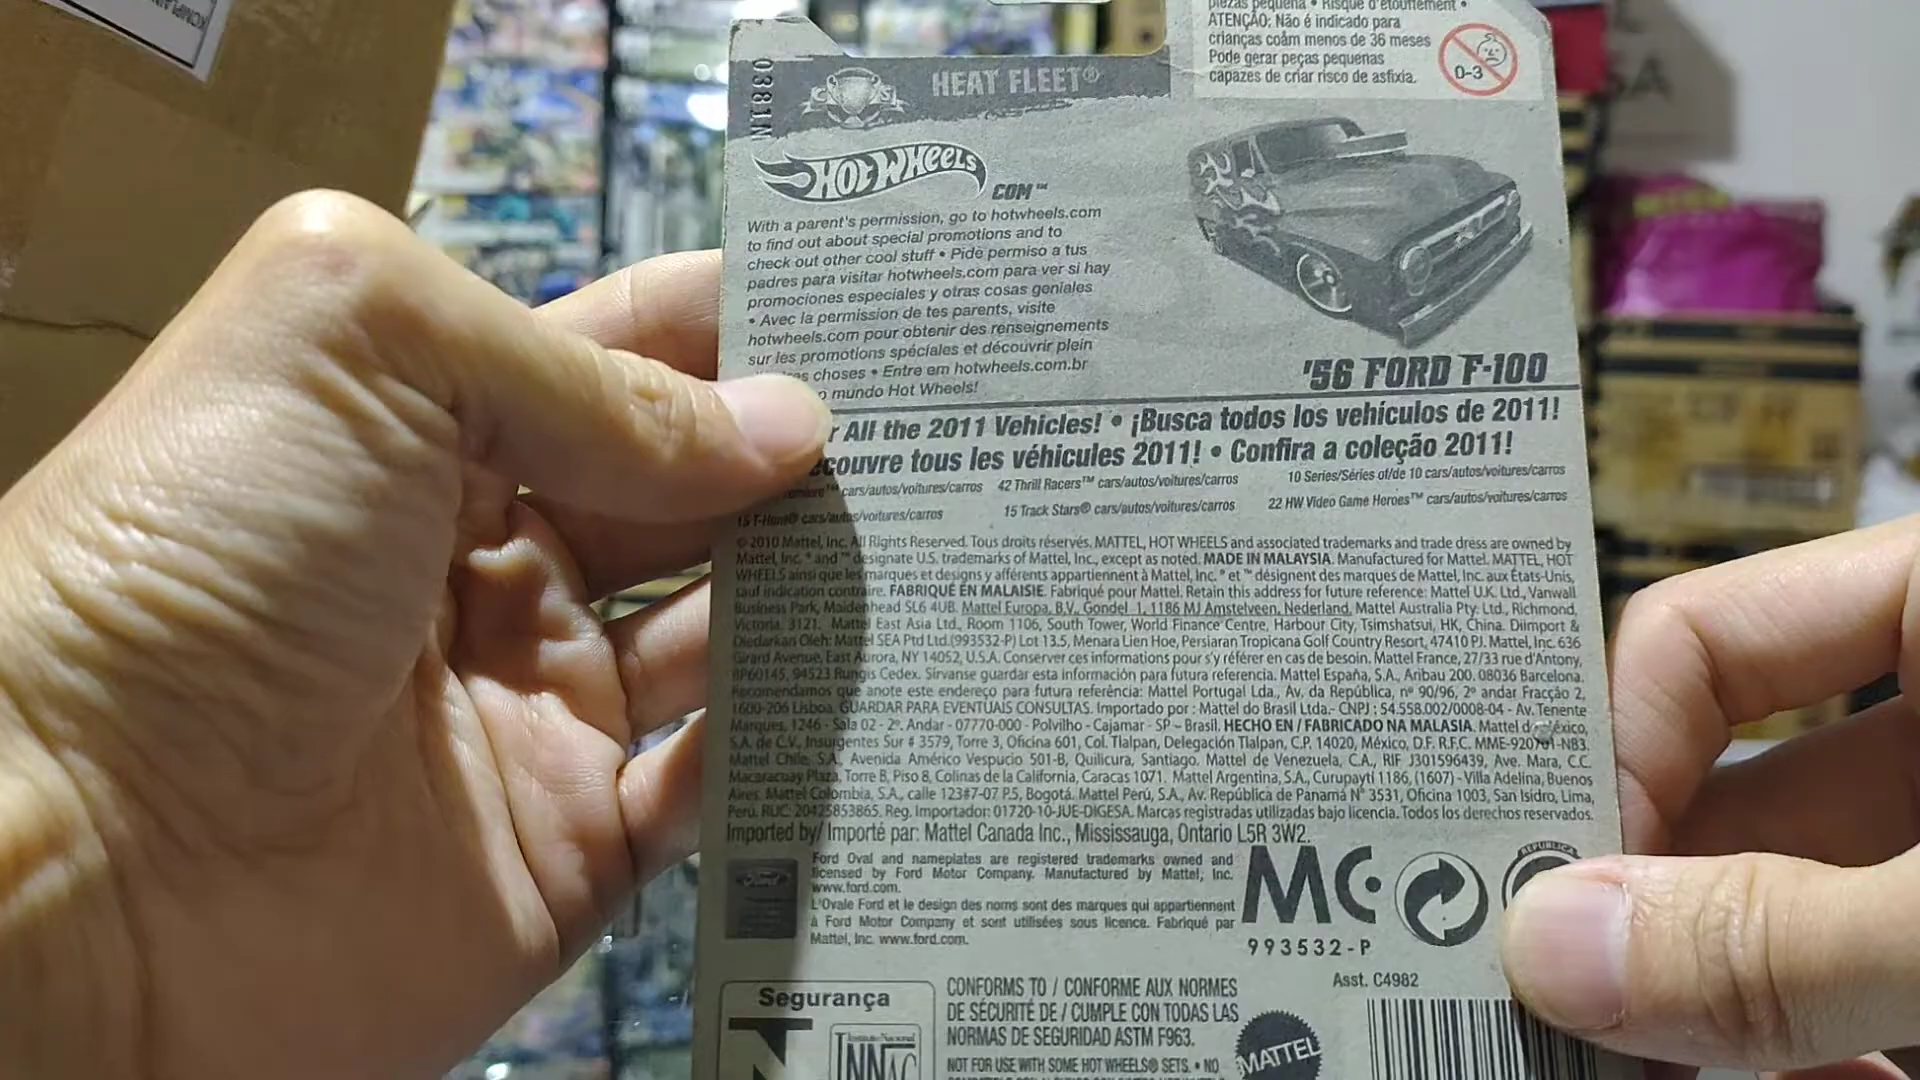 KOMPLAIN
piezas pequeña • Risque d'étouffement •
ATENÇÃO: Não é indicado para
crianças coåm menos de 36 meses
Pode gerar peças pequenas
capazes de criar risco de asfixia.
0-3
0381N
HEAT FLEET®
HOT WHEELS
.COM™
With a parent's permission, go to hotwheels.com
to find out about special promotions and to
check out other cool stuff • Pide permiso a tus
padres para visitar hotwheels.com para ver si hay
promociones especiales y otras cosas geniales
• Avec la permission de tes parents, visite
hotwheels.com pour obtenir des renseignements
sur les promotions spéciales et découvrir plein
choses • Entre em hotwheels.com.br
mundo Hot Wheels!
'56 FORD F-100
All the 2011 Vehicles! • ¡Busca todos los vehículos de 2011!
couvre tous les véhicules 2011! • Confira a coleção 2011!
cars/autos/voitures/carros 42 Thrill Racers™ cars/autos/voitures/carros 10 Series/Séries of/de 10 cars/autos/voitures/carros
15 T-Hunt® cars/autos/voitures/carros 15 Track Stars® cars/autos/voitures/carros 22 HW Video Game Heroes™ cars/autos/voitures/carros
© 2010 Mattel, Inc. All Rights Reserved. Tous droits réservés. MATTEL, HOT WHEELS and associated trademarks and trade dress are owned by
Mattel, Inc. ® and ™ designate U.S. trademarks of Mattel, Inc., except as noted. MADE IN MALAYSIA. Manufactured for Mattel. MATTEL, HOT
WHEELS ainsi que les marques et designs y afférents appartiennent à Mattel, Inc. ® et ™ désignent des marques de Mattel, Inc. aux États-Unis,
sauf indication contraire. FABRIQUÉ EN MALAISIE. Fabriqué pour Mattel. Retain this address for future reference: Mattel U.K. Ltd., Vanwall
Business Park, Maidenhead SL6 4UB. Mattel Europa, B.V., Gondel 1, 1186 MJ Amstelveen, Nederland. Mattel Australia Pty. Ltd., Richmond,
Victoria. 3121. Mattel East Asia Ltd., Room 1106, South Tower, World Finance Centre, Harbour City, Tsimshatsui, HK, China. Diimport &
Diedarkan Oleh: Mattel SEA Ptd Ltd.(993532-P) Lot 13.5, Menara Lien Hoe, Persiaran Tropicana Golf Country Resort, 47410 PJ. Mattel, Inc. 636
Girard Avenue, East Aurora, NY 14052, U.S.A. Conserver ces informations pour s'y référer en cas de besoin. Mattel France, 27/33 rue d'Antony,
BP60145, 94523 Rungis Cedex. Sírvanse guardar esta información para futura referencia. Mattel España, S.A., Aribau 200. 08036 Barcelona.
Recomendamos que anote este endereço para futura referência: Mattel Portugal Lda., Av. da República, nº 90/96, 2º andar Fracção 2,
1600-206 Lisboa. GUARDAR PARA EVENTUAIS CONSULTAS. Importado por : Mattel do Brasil Ltda.- CNPJ : 54.558.002/0008-04 - Av. Tenente
Marques, 1246 - Sala 02 - 2º. Andar - 07770-000 - Polvilho - Cajamar - SP – Brasil. HECHO EN / FABRICADO NA MALASIA. Mattel de México,
S.A. de C.V., Insurgentes Sur # 3579, Torre 3, Oficina 601, Col. Tlalpan, Delegación Tlalpan, C.P. 14020, México, D.F. R.F.C. MME-920701-NB3.
Mattel Chile, S.A., Avenida Américo Vespucio 501-B, Quilicura, Santiago. Mattel de Venezuela, C.A., RIF J301596439, Ave. Mara, C.C.
Macaracuay Plaza, Torre B, Piso 8, Colinas de la California, Caracas 1071. Mattel Argentina, S.A., Curupaytí 1186, (1607) - Villa Adelina, Buenos
Aires. Mattel Colombia, S.A., calle 123#7-07 P.5, Bogotá. Mattel Perú, S.A., Av. República de Panamá N° 3531, Oficina 1003, San Isidro, Lima,
Perú. RUC: 20425853865. Reg. Importador: 01720-10-JUE-DIGESA. Marcas registradas utilizadas bajo licencia. Todos los derechos reservados.
Imported by/ Importé par: Mattel Canada Inc., Mississauga, Ontario L5R 3W2.
Ford
Ford Oval and nameplates are registered trademarks owned and
licensed by Ford Motor Company. Manufactured by Mattel, Inc.
www.ford.com.
L'Ovale Ford et le design des noms sont des marques qui appartiennent
à Ford Motor Company et sont utilisées sous licence. Fabriqué par
Mattel, Inc. www.ford.com.
MC
993532-P
REPUBLICA
Asst. C4982
Segurança
INNAC
CONFORMS TO / CONFORME AUX NORMES
DE SÉCURITÉ DE / CUMPLE CON TODAS LAS
NORMAS DE SEGURIDAD ASTM F963.
NOT FOR USE WITH SOME HOT WHEELS® SETS. • NO
MATTEL